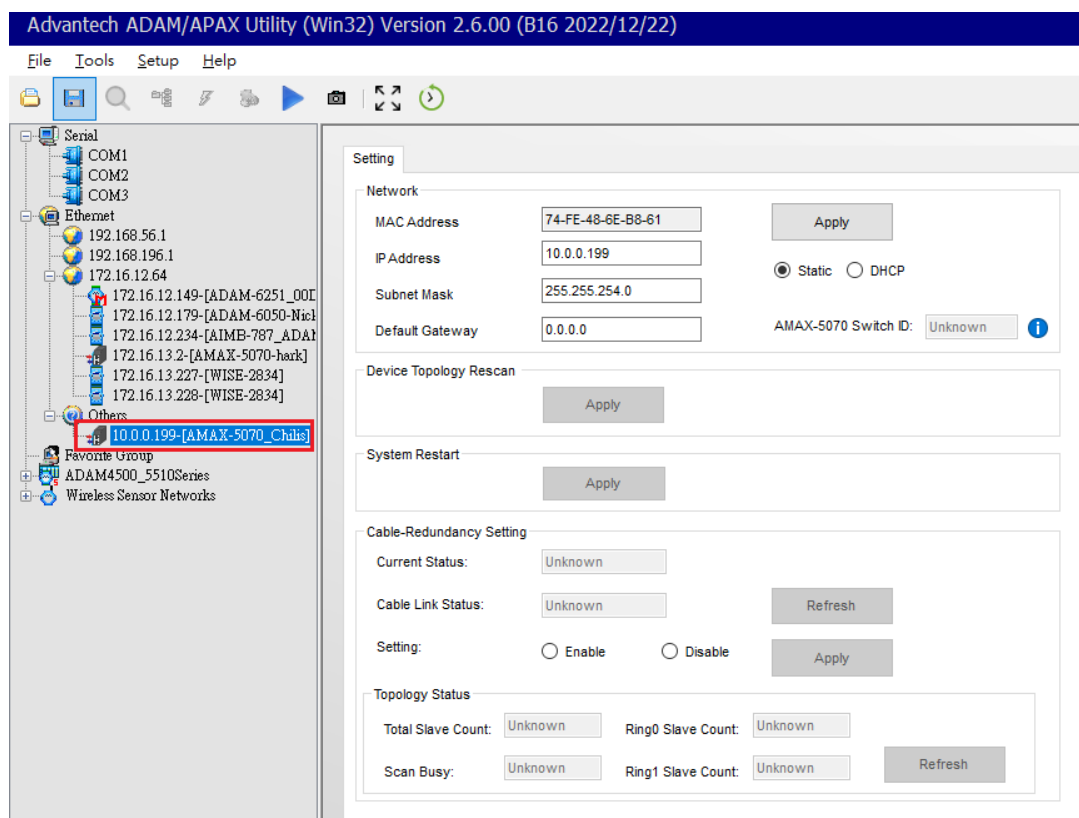 Advantech ADAM/APAX Utility (Win32) Version 2.6.00 (B16 2022/12/22)
File Tools Setup Help
Serial
COM1
COM2
COM3
Ethernet
192.168.56.1
192.168.196.1
172.16.12.64
172.16.12.149-[ADAM-6251_00D
172.16.12.179-[ADAM-6050-Nick
172.16.12.234-[AIMB-787_ADAM
172.16.13.2-[AMAX-5070-hark]
172.16.13.227-[WISE-2834]
172.16.13.228-[WISE-2834]
Others
10.0.0.199-[AMAX-5070_Chilis]
Favorite Group
ADAM4500_5510Series
Wireless Sensor Networks
Setting
Network
MAC Address 74-FE-48-6E-B8-61 Apply
IP Address 10.0.0.199
Static DHCP
Subnet Mask 255.255.254.0
Default Gateway 0.0.0.0 AMAX-5070 Switch ID: Unknown
Device Topology Rescan
Apply
System Restart
Apply
Cable-Redundancy Setting
Current Status: Unknown
Cable Link Status: Unknown Refresh
Setting: Enable Disable Apply
Topology Status
Total Slave Count: Unknown Ring0 Slave Count: Unknown
Scan Busy: Unknown Ring1 Slave Count: Unknown Refresh